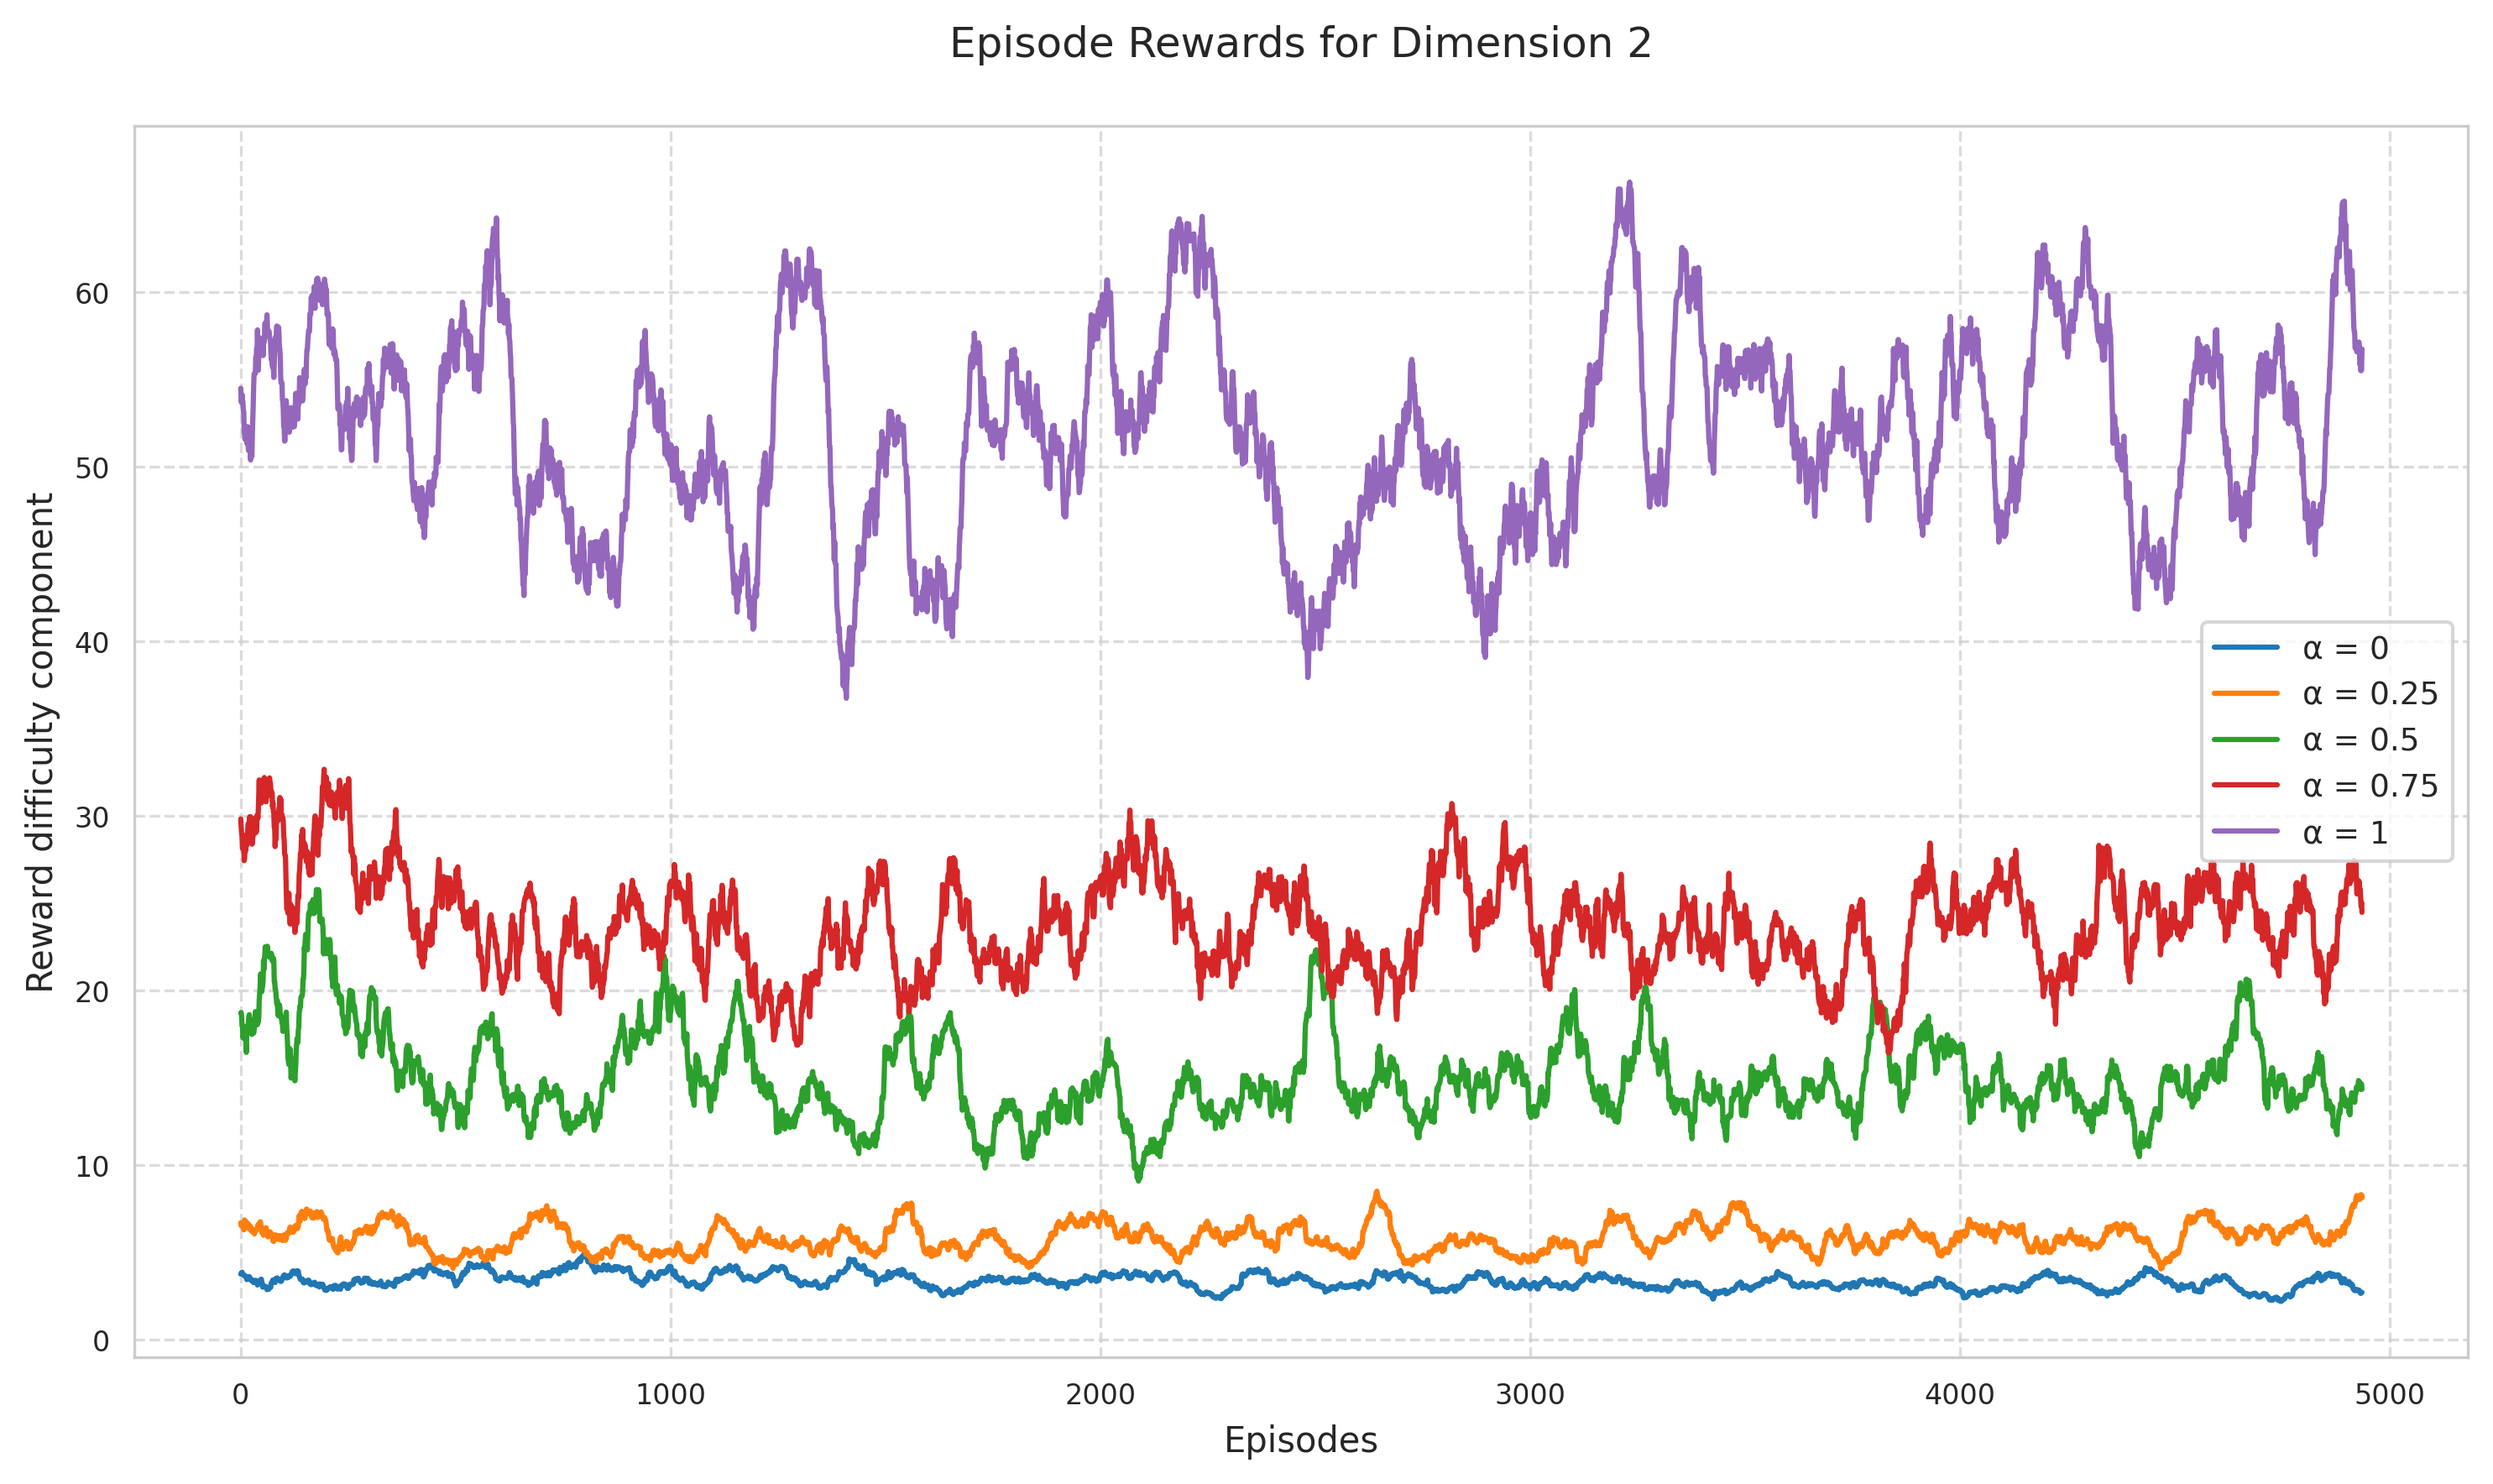 Episode Rewards for Dimension 2
Reward difficulty component
60
50
40
30
20
10
0
0 1000 2000 3000 4000 5000
Episodes
α = 0
α = 0.25
α = 0.5
α = 0.75
α = 1